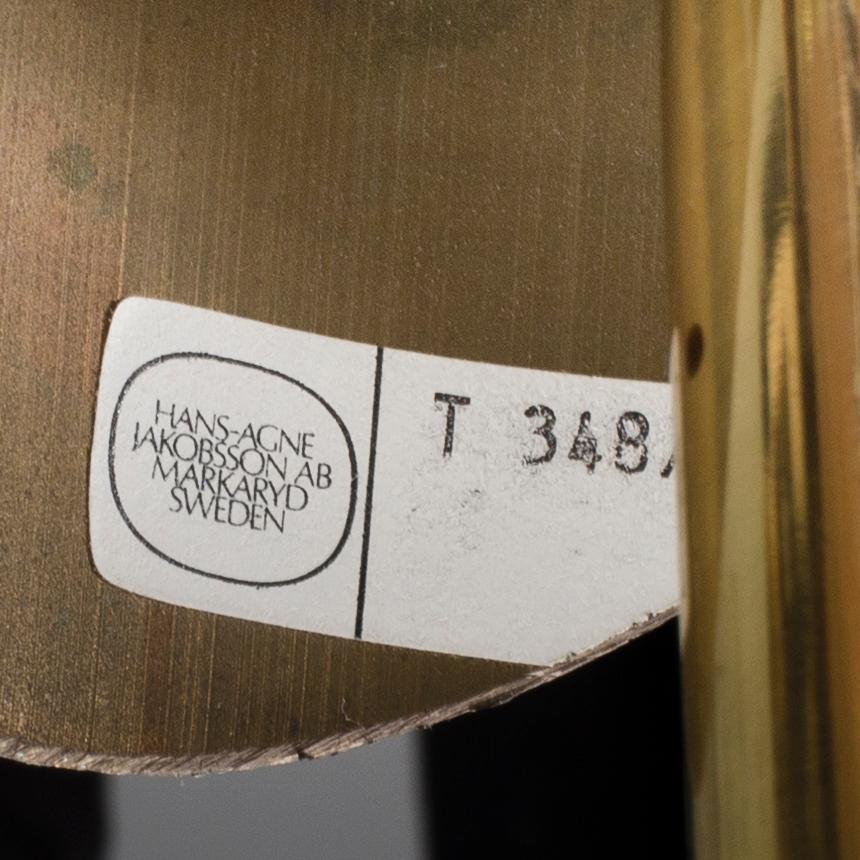 HANS-AGNE
JAKOBSSON AB
MARKARYD
SWEDEN
T 348/